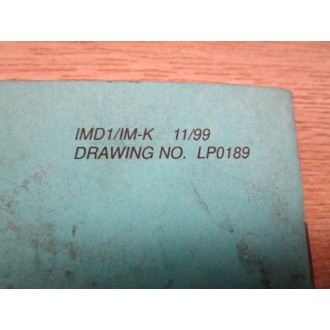 IMD1/IM-K 11/99
DRAWING NO. LP0189